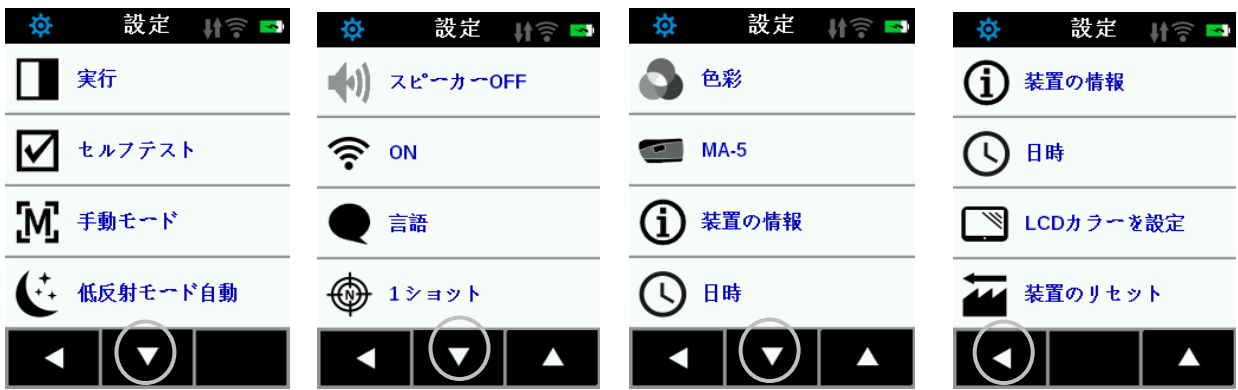 設定
実行
セルフテスト
手動モード
低反射モード自動
設定
スピーカーOFF
ON
言語
1ショット
設定
色彩
MA-5
装置の情報
日時
設定
装置の情報
日時
LCDカラーを設定
装置のリセット